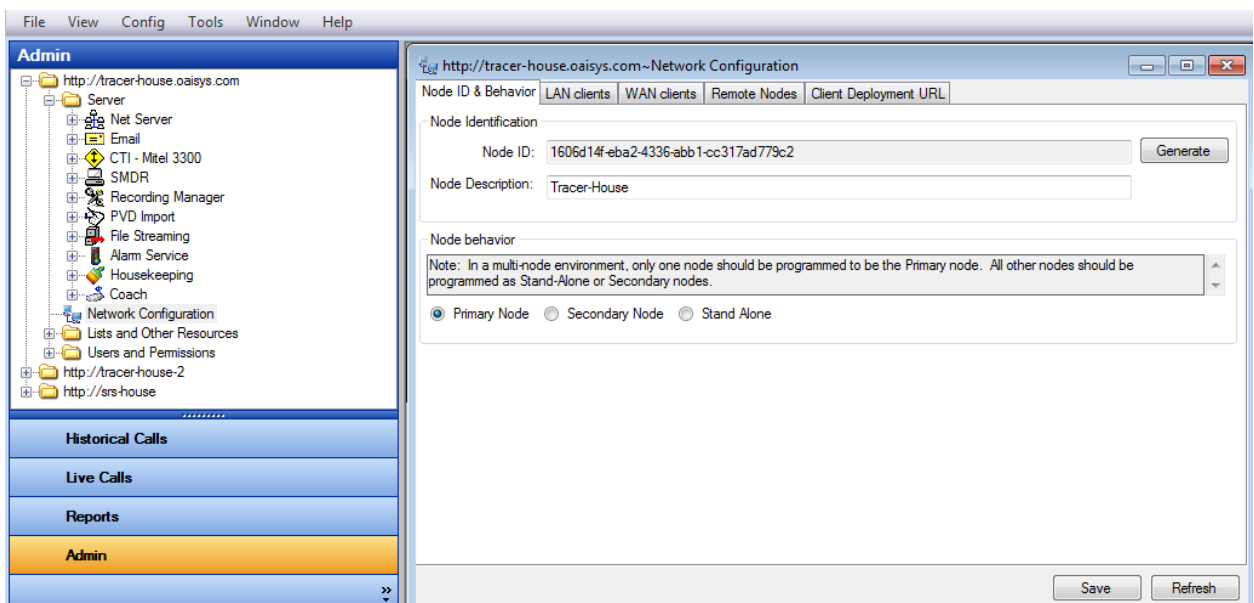 File View Config Tools Window Help
Admin
http://tracer-house.oaisys.com
Server
Net Server
Email
CTI - Mitel 3300
SMDR
Recording Manager
PVD Import
File Streaming
Alarm Service
Housekeeping
Coach
Network Configuration
Lists and Other Resources
Users and Permissions
http://tracer-house-2
http://srs-house
Historical Calls
Live Calls
Reports
Admin
http://tracer-house.oaisys.com~Network Configuration
Node ID & Behavior LAN clients WAN clients Remote Nodes Client Deployment URL
Node Identification
Node ID: 1606d14f-eba2-4336-abb1-cc317ad779c2 Generate
Node Description: Tracer-House
Node behavior
Note: In a multi-node environment, only one node should be programmed to be the Primary node. All other nodes should be
programmed as Stand-Alone or Secondary nodes.
Primary Node Secondary Node Stand Alone
Save Refresh